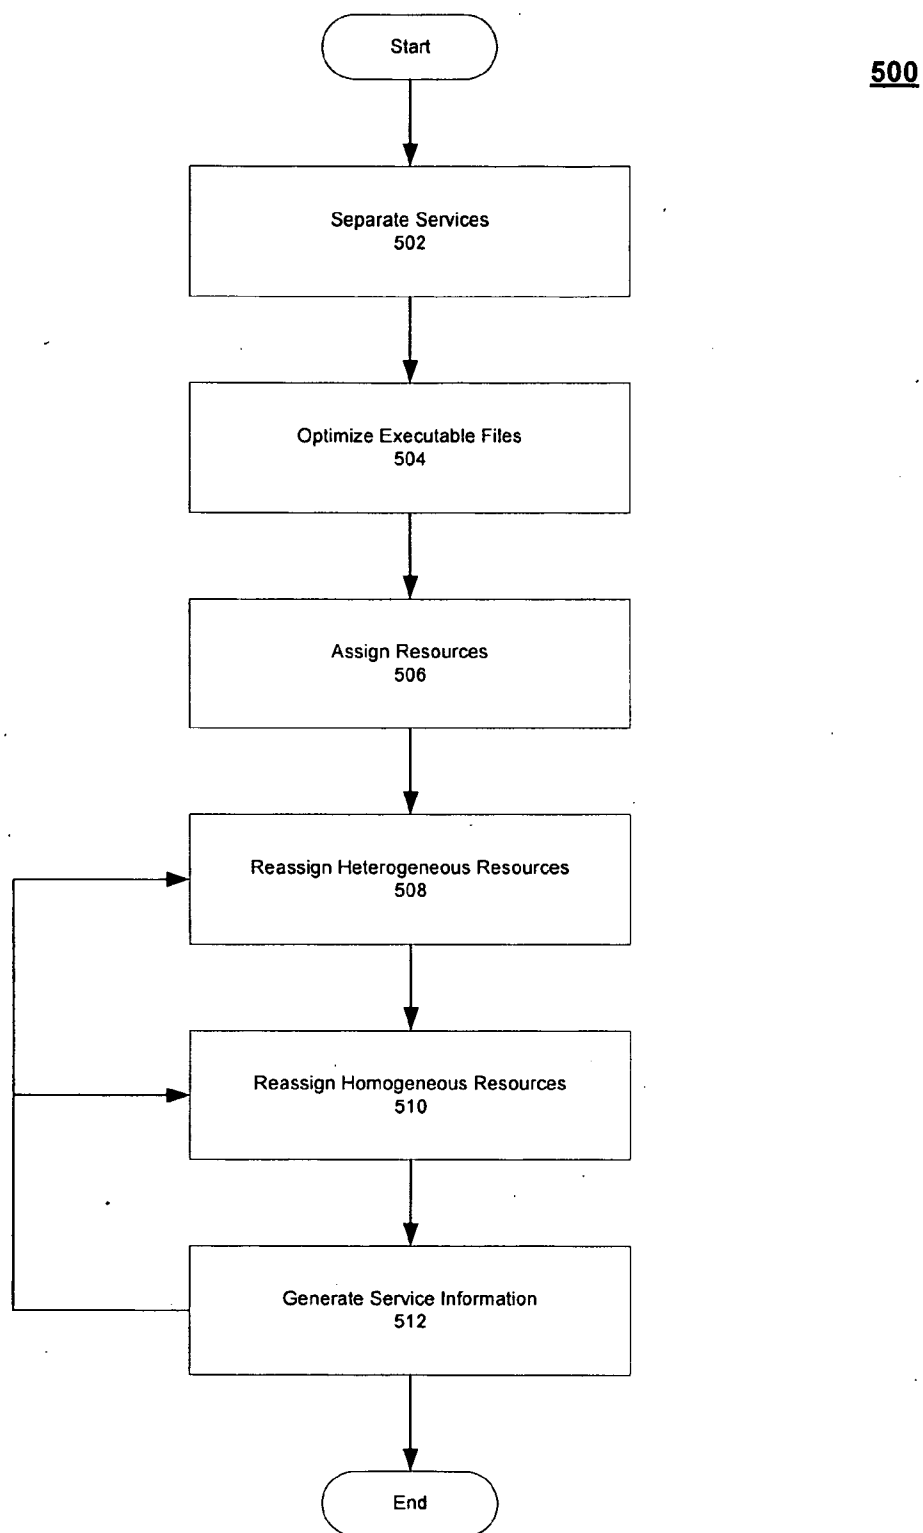 Start
500
Separate Services
502
Optimize Executable Files
504
Assign Resources
506
Reassign Heterogeneous Resources
508
Reassign Homogeneous Resources
510
Generate Service Information
512
End